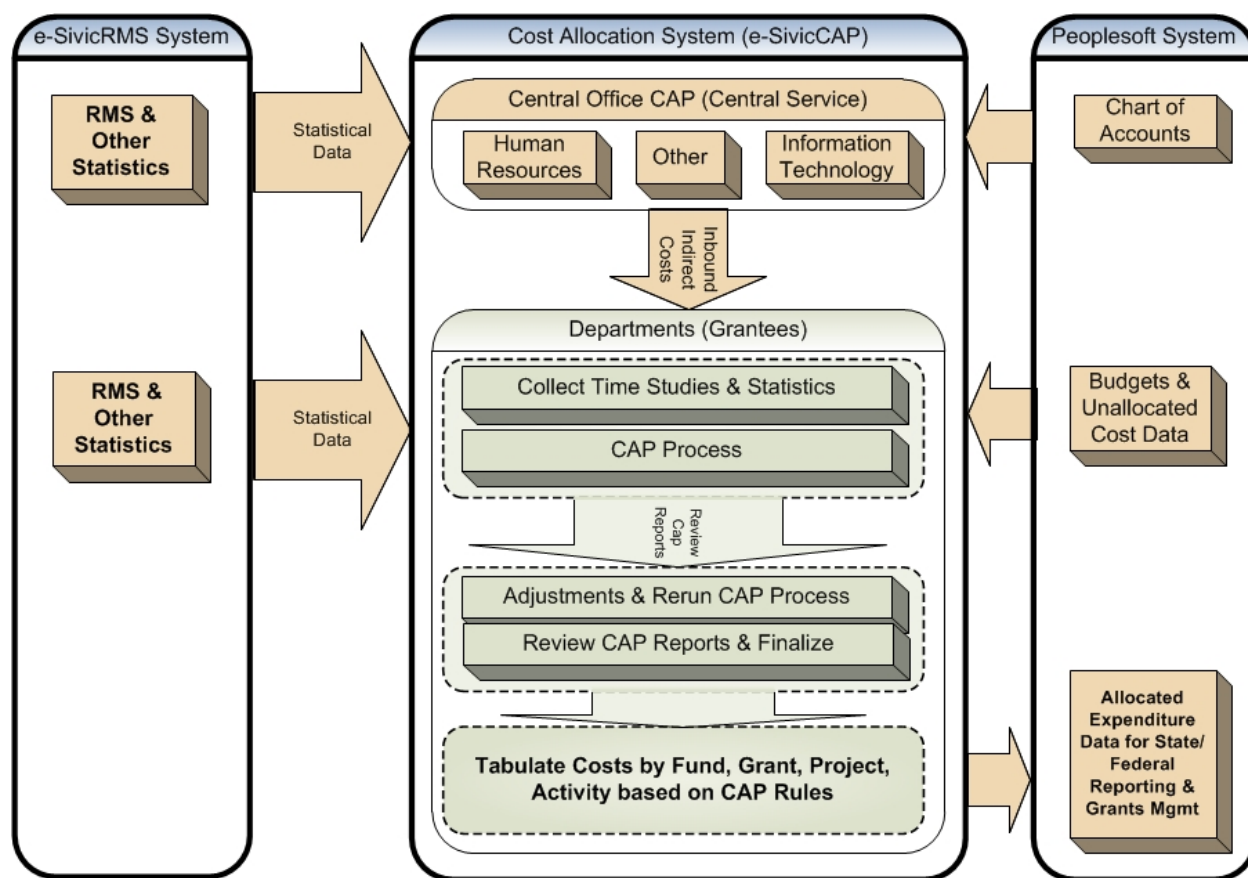 e-SivicRMS System
RMS &
Other
Statistics
Statistical
Data
RMS &
Other
Statistics
Statistical
Data
Cost Allocation System (e-SivicCAP)
Central Office CAP (Central Service)
Human
Resources
Other
Information
Technology
Inbound
Indirect
Costs
Departments (Grantees)
Collect Time Studies & Statistics
CAP Process
Review
Cap
Reports
Adjustments & Rerun CAP Process
Review CAP Reports & Finalize
Tabulate Costs by Fund, Grant, Project,
Activity based on CAP Rules
Peoplesoft System
Chart of
Accounts
Budgets &
Unallocated
Cost Data
Allocated
Expenditure
Data for State/
Federal
Reporting &
Grants Mgmt